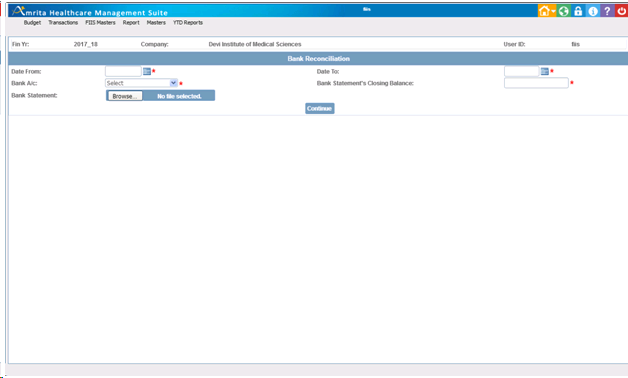 Amrita Healthcare Management Suite fiis
Budget Transactions FIIS Masters Report Masters YTD Reports
Fin Yr: 2017_18 Company: Devi Institute of Medical Sciences User ID: fiis
Bank Reconciliation
Date From: * Date To: *
Bank A/c: Select * Bank Statement's Closing Balance: *
Bank Statement: Browse... No file selected.
Continue